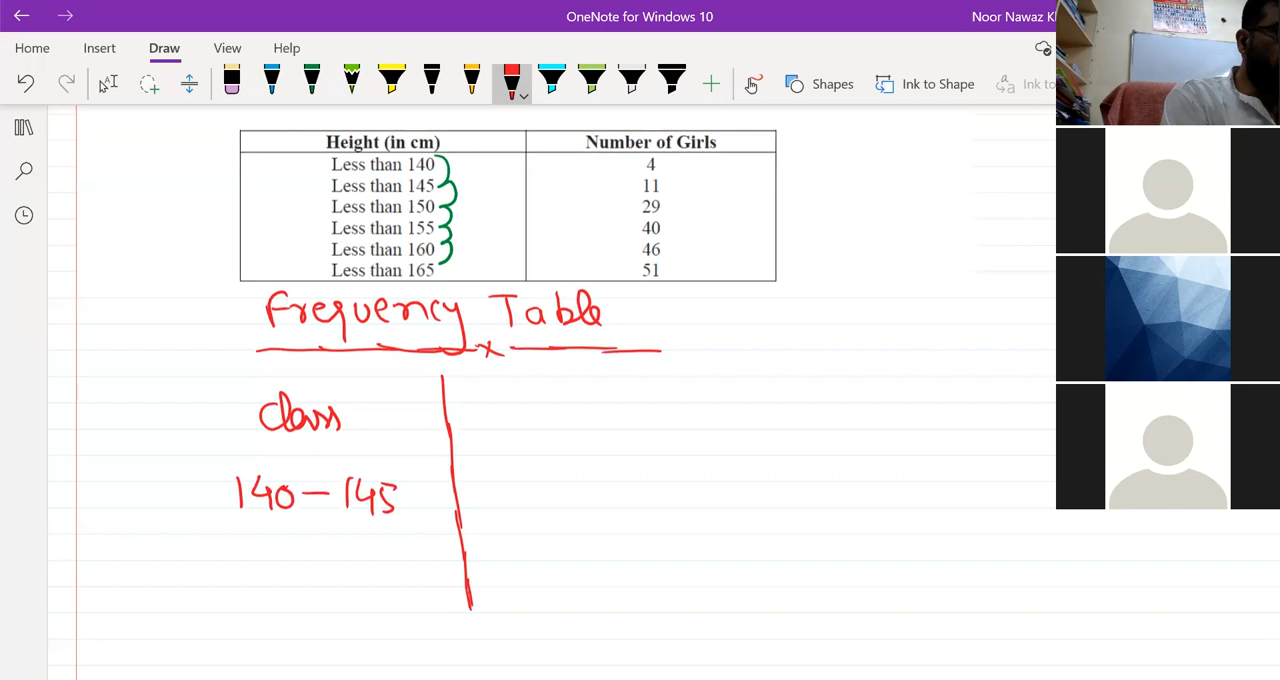 OneNote for Windows 10
Noor Nawaz K
Home Insert Draw View Help
Shapes Ink to Shape Ink to
Height (in cm) Number of Girls
Less than 140 4
Less than 145 11
Less than 150 29
Less than 155 40
Less than 160 46
Less than 165 51
Frequency Table
Class
140-145